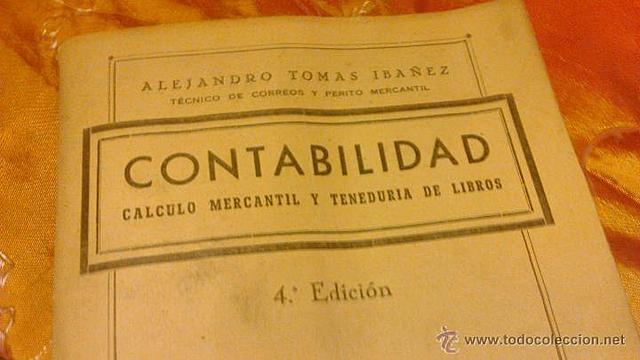 ALEJANDRO TOMAS IBAÑEZ
TÉCNICO DE CORREOS Y PERITO MERCANTIL
CONTABILIDAD
CALCULO MERCANTIL Y TENEDURIA DE LIBROS
4.ª Edición
www.todocoleccion.net